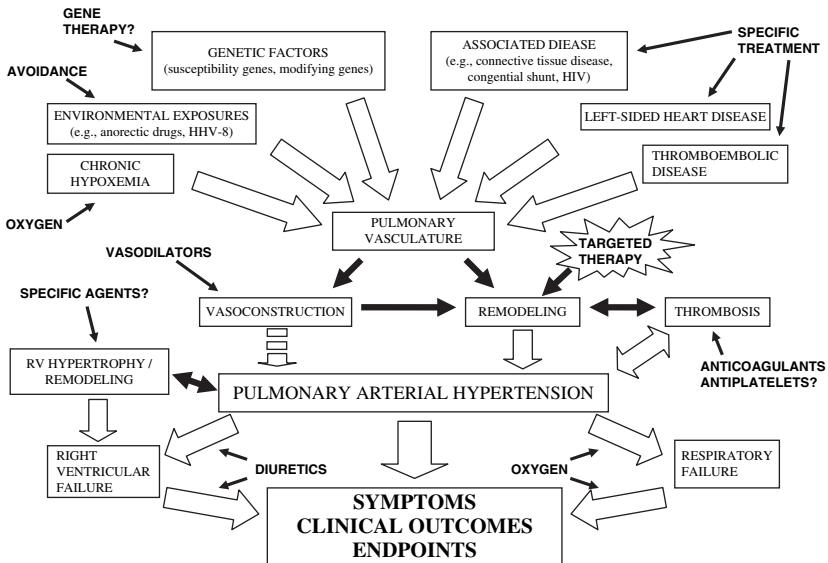 GENE
THERAPY?
GENETIC FACTORS
(susceptibility genes, modifying genes)
ASSOCIATED DIEASE
(e.g., connective tissue disease,
congential shunt, HIV)
SPECIFIC
TREATMENT
AVOIDANCE
ENVIRONMENTAL EXPOSURES
(e.g., anorectic drugs, HHV-8)
LEFT-SIDED HEART DISEASE
CHRONIC
HYPOXEMIA
THROMBOEMBOLIC
DISEASE
OXYGEN
PULMONARY
VASCULATURE
TARGETED
THERAPY
VASODILATORS
SPECIFIC AGENTS?
VASOCONSTRUCTION
REMODELING
THROMBOSIS
RV HYPERTROPHY /
REMODELING
ANTICOAGULANTS
ANTIPLATELETS?
PULMONARY ARTERIAL HYPERTENSION
RIGHT
VENTRICULAR
FAILURE
DIURETICS
OXYGEN
RESPIRATORY
FAILURE
SYMPTOMS
CLINICAL OUTCOMES
ENDPOINTS